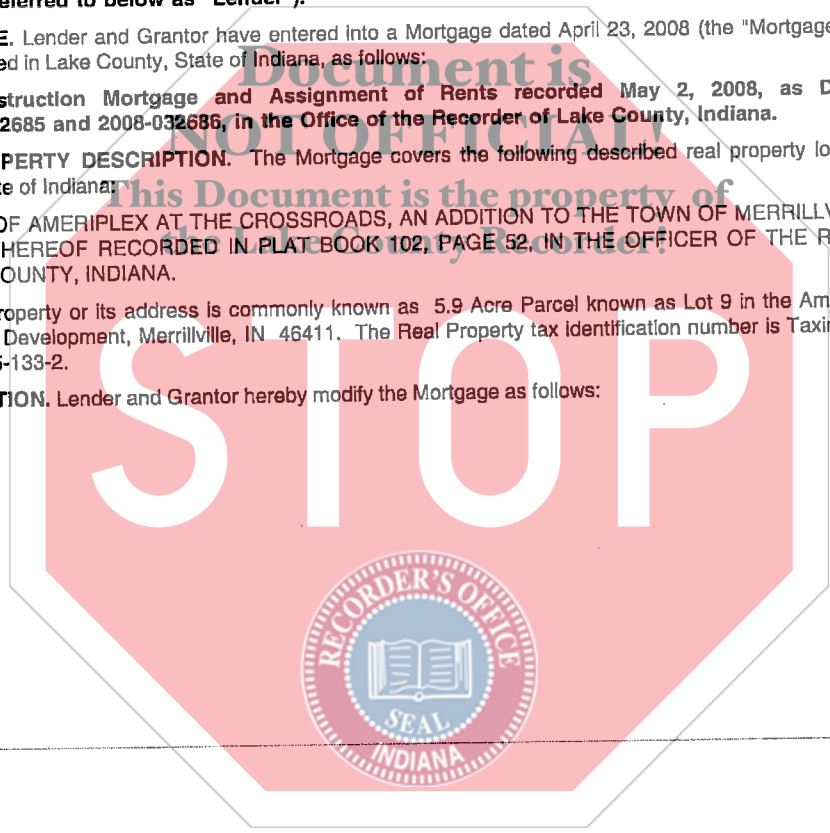 eferred to below as "Lender").
E. Lender and Grantor have entered into a Mortgage dated April 23, 2008 (the "Mortgage
ed in Lake County, State of Indiana, as follows:
Document is
struction Mortgage and Assignment of Rents recorded May 2, 2008, as D
2685 and 2008-032686, in the Office of the Recorder of Lake County, Indiana.
NOT OFFICIAL!
PERTY DESCRIPTION. The Mortgage covers the following described real property lo
te of Indiana:
This Document is the property of
OF AMERIPLEX AT THE CROSSROADS, AN ADDITION TO THE TOWN OF MERRILLV
HEREOF RECORDED IN PLAT BOOK 102, PAGE 52, IN THE OFFICER OF THE R
the Lake County Recorder!
OUNTY, INDIANA.
roperty or its address is commonly known as 5.9 Acre Parcel known as Lot 9 in the Am
Development, Merrillville, IN 46411. The Real Property tax identification number is Taxi
-133-2.
TION. Lender and Grantor hereby modify the Mortgage as follows:
STOP
RECORDER'S OFFICE
SEAL
INDIANA